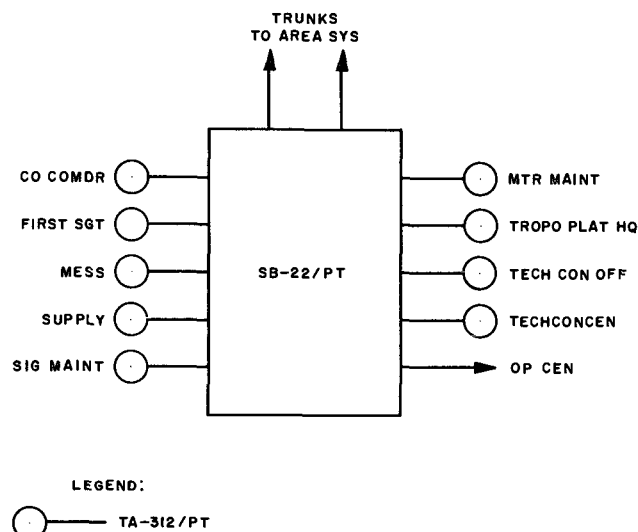 TRUNKS
TO AREA SYS
CO COMDR
FIRST SGT
MESS
SUPPLY
SIG MAINT
SB-22/PT
MTR MAINT
TROPO PLAT HQ
TECH CON OFF
TECHCONCEN
OP CEN
LEGEND:
TA-312/PT